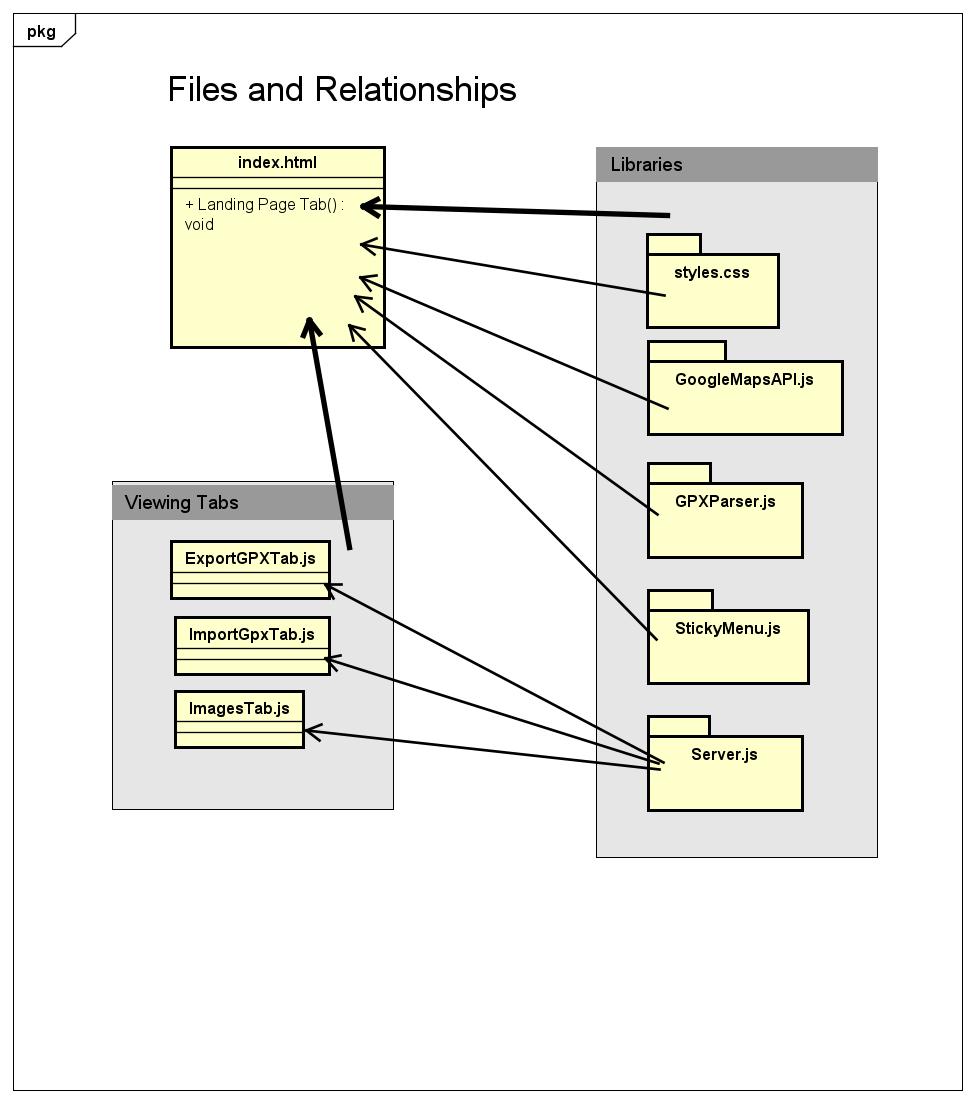 pkg
Files and Relationships
index.html
+ Landing Page Tab() :
void
Libraries
styles.css
GoogleMapsAPI.js
GPXParser.js
StickyMenu.js
Server.js
Viewing Tabs
ExportGPXTab.js
ImportGpxTab.js
ImagesTab.js